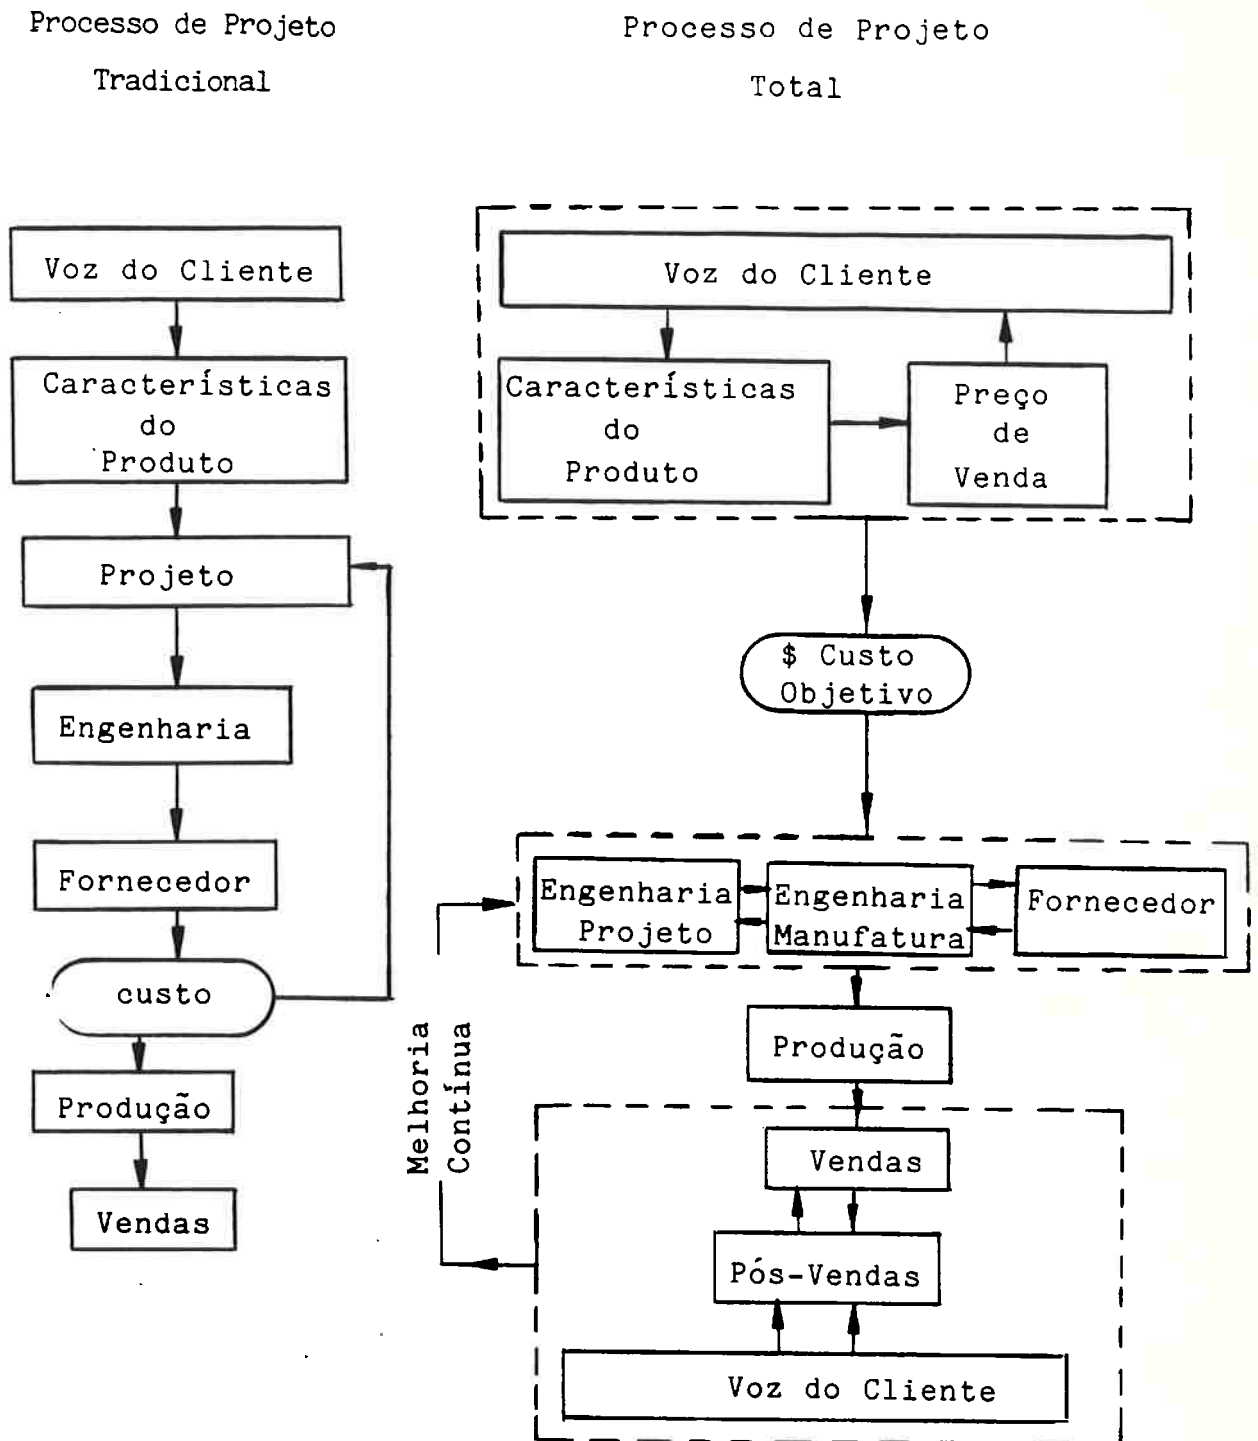 Processo de Projeto
Tradicional
Voz do Cliente
Características
do
Produto
Projeto
Engenharia
Fornecedor
custo
Produção
Vendas
Processo de Projeto
Total
Voz do Cliente
Características
do
Produto
Preço
de
Venda
$ Custo
Objetivo
Engenharia
Projeto
Engenharia
Manufatura
Fornecedor
Produção
Melhoria
Contínua
Vendas
Pós-Vendas
Voz do Cliente